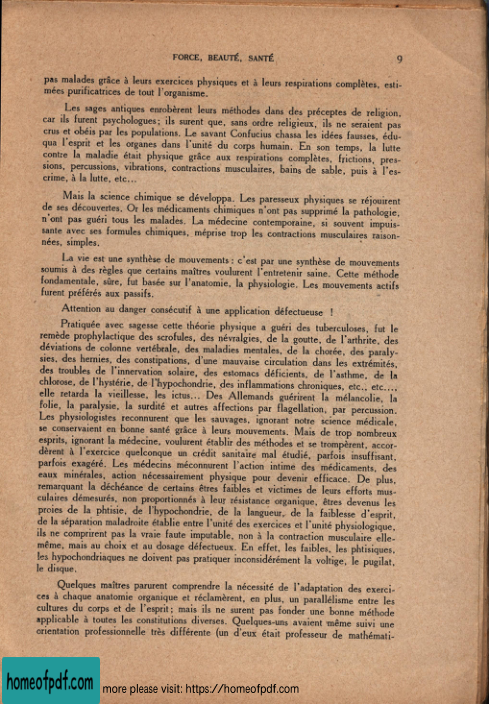 FORCE, BEAUTÉ, SANTÉ 9
pas malades grâce à leurs exercices physiques et à leurs respirations complètes, esti-
mées purificatrices de tout l'organisme.
Les sages antiques enrobèrent leurs méthodes dans des préceptes de religion,
car ils furent psychologues; ils surent que, sans ordre religieux, ils ne seraient pas
crus et obéis par les populations. Le savant Confucius chassa les idées fausses, édu-
qua l'esprit et les organes dans l'unité du corps humain. En son temps, la lutte
contre la maladie était physique grâce aux respirations complètes, frictions, pres-
sions, percussions, vibrations, contractions musculaires, bains de sable, puis à l'es-
crime, à la lutte, etc...
Mais la science chimique se développa. Les paresseux physiques se réjouirent
de ses découvertes. Or les médicaments chimiques n'ont pas supprimé la pathologie,
n'ont pas guéri tous les malades. La médecine contemporaine, si souvent impuis-
sante avec ses formules chimiques, méprise trop les contractions musculaires raison-
nées, simples.
La vie est une synthèse de mouvements : c'est par une synthèse de mouvements
soumis à des règles que certains maîtres voulurent l'entretenir saine. Cette méthode
fondamentale, sûre, fut basée sur l'anatomie, la physiologie. Les mouvements actifs
furent préférés aux passifs.
Attention au danger consécutif à une application défectueuse !
Pratiquée avec sagesse cette théorie physique a guéri des tuberculoses, fut le
remède prophylactique des scrofules, des névralgies, de la goutte, de l'arthrite, des
déviations de colonne vertébrale, des maladies mentales, de la chorée, des paraly-
sies, des hernies, des constipations, d'une mauvaise circulation dans les extrémités,
des troubles de l'innervation solaire, des estomacs déficients, de l'asthme, de la
chlorose, de l'hystérie, de l'hypochondrie, des inflammations chroniques, etc., etc....,
elle retarda la vieillesse, les ictus... Des Allemands guérirent la mélancolie, la
folie, la paralysie, la surdité et autres affections par flagellation, par percussion.
Les physiologistes reconnurent que les sauvages, ignorant notre science médicale,
se conservaient en bonne santé grâce à leurs mouvements. Mais de trop nombreux
esprits, ignorant la médecine, voulurent établir des méthodes et se trompèrent, accor-
dèrent à l'exercice quelconque un crédit sanitaire mal étudié, parfois insuffisant,
parfois exagéré. Les médecins méconnurent l'action intime des médicaments, des
eaux minérales, action nécessairement physique pour devenir efficace. De plus,
remarquant la déchéance de certains êtres faibles et victimes de leurs efforts mus-
culaires démesurés, non proportionnés à leur résistance organique, êtres devenus les
proies de la phtisie, de l'hypochondrie, de la langueur, de la faiblesse d'esprit,
de la séparation maladroite établie entre l'unité des exercices et l'unité physiologique,
ils ne comprirent pas la vraie faute imputable, non à la contraction musculaire elle-
même, mais au choix et au dosage défectueux. En effet, les faibles, les phtisiques,
les hypochondriaques ne doivent pas pratiquer inconsidérément la voltige, le pugilat,
le disque.
Quelques maîtres parurent comprendre la nécessité de l'adaptation des exerci-
ces à chaque anatomie organique et réclamèrent, en plus, un parallélisme entre les
cultures du corps et de l'esprit; mais ils ne surent pas fonder une bonne méthode
applicable à toutes les constitutions diverses. Quelques-uns avaient même suivi une
orientation professionnelle très différente (un d'eux était professeur de mathémati-
homeofpdf.com more please visit: https://homeofpdf.com